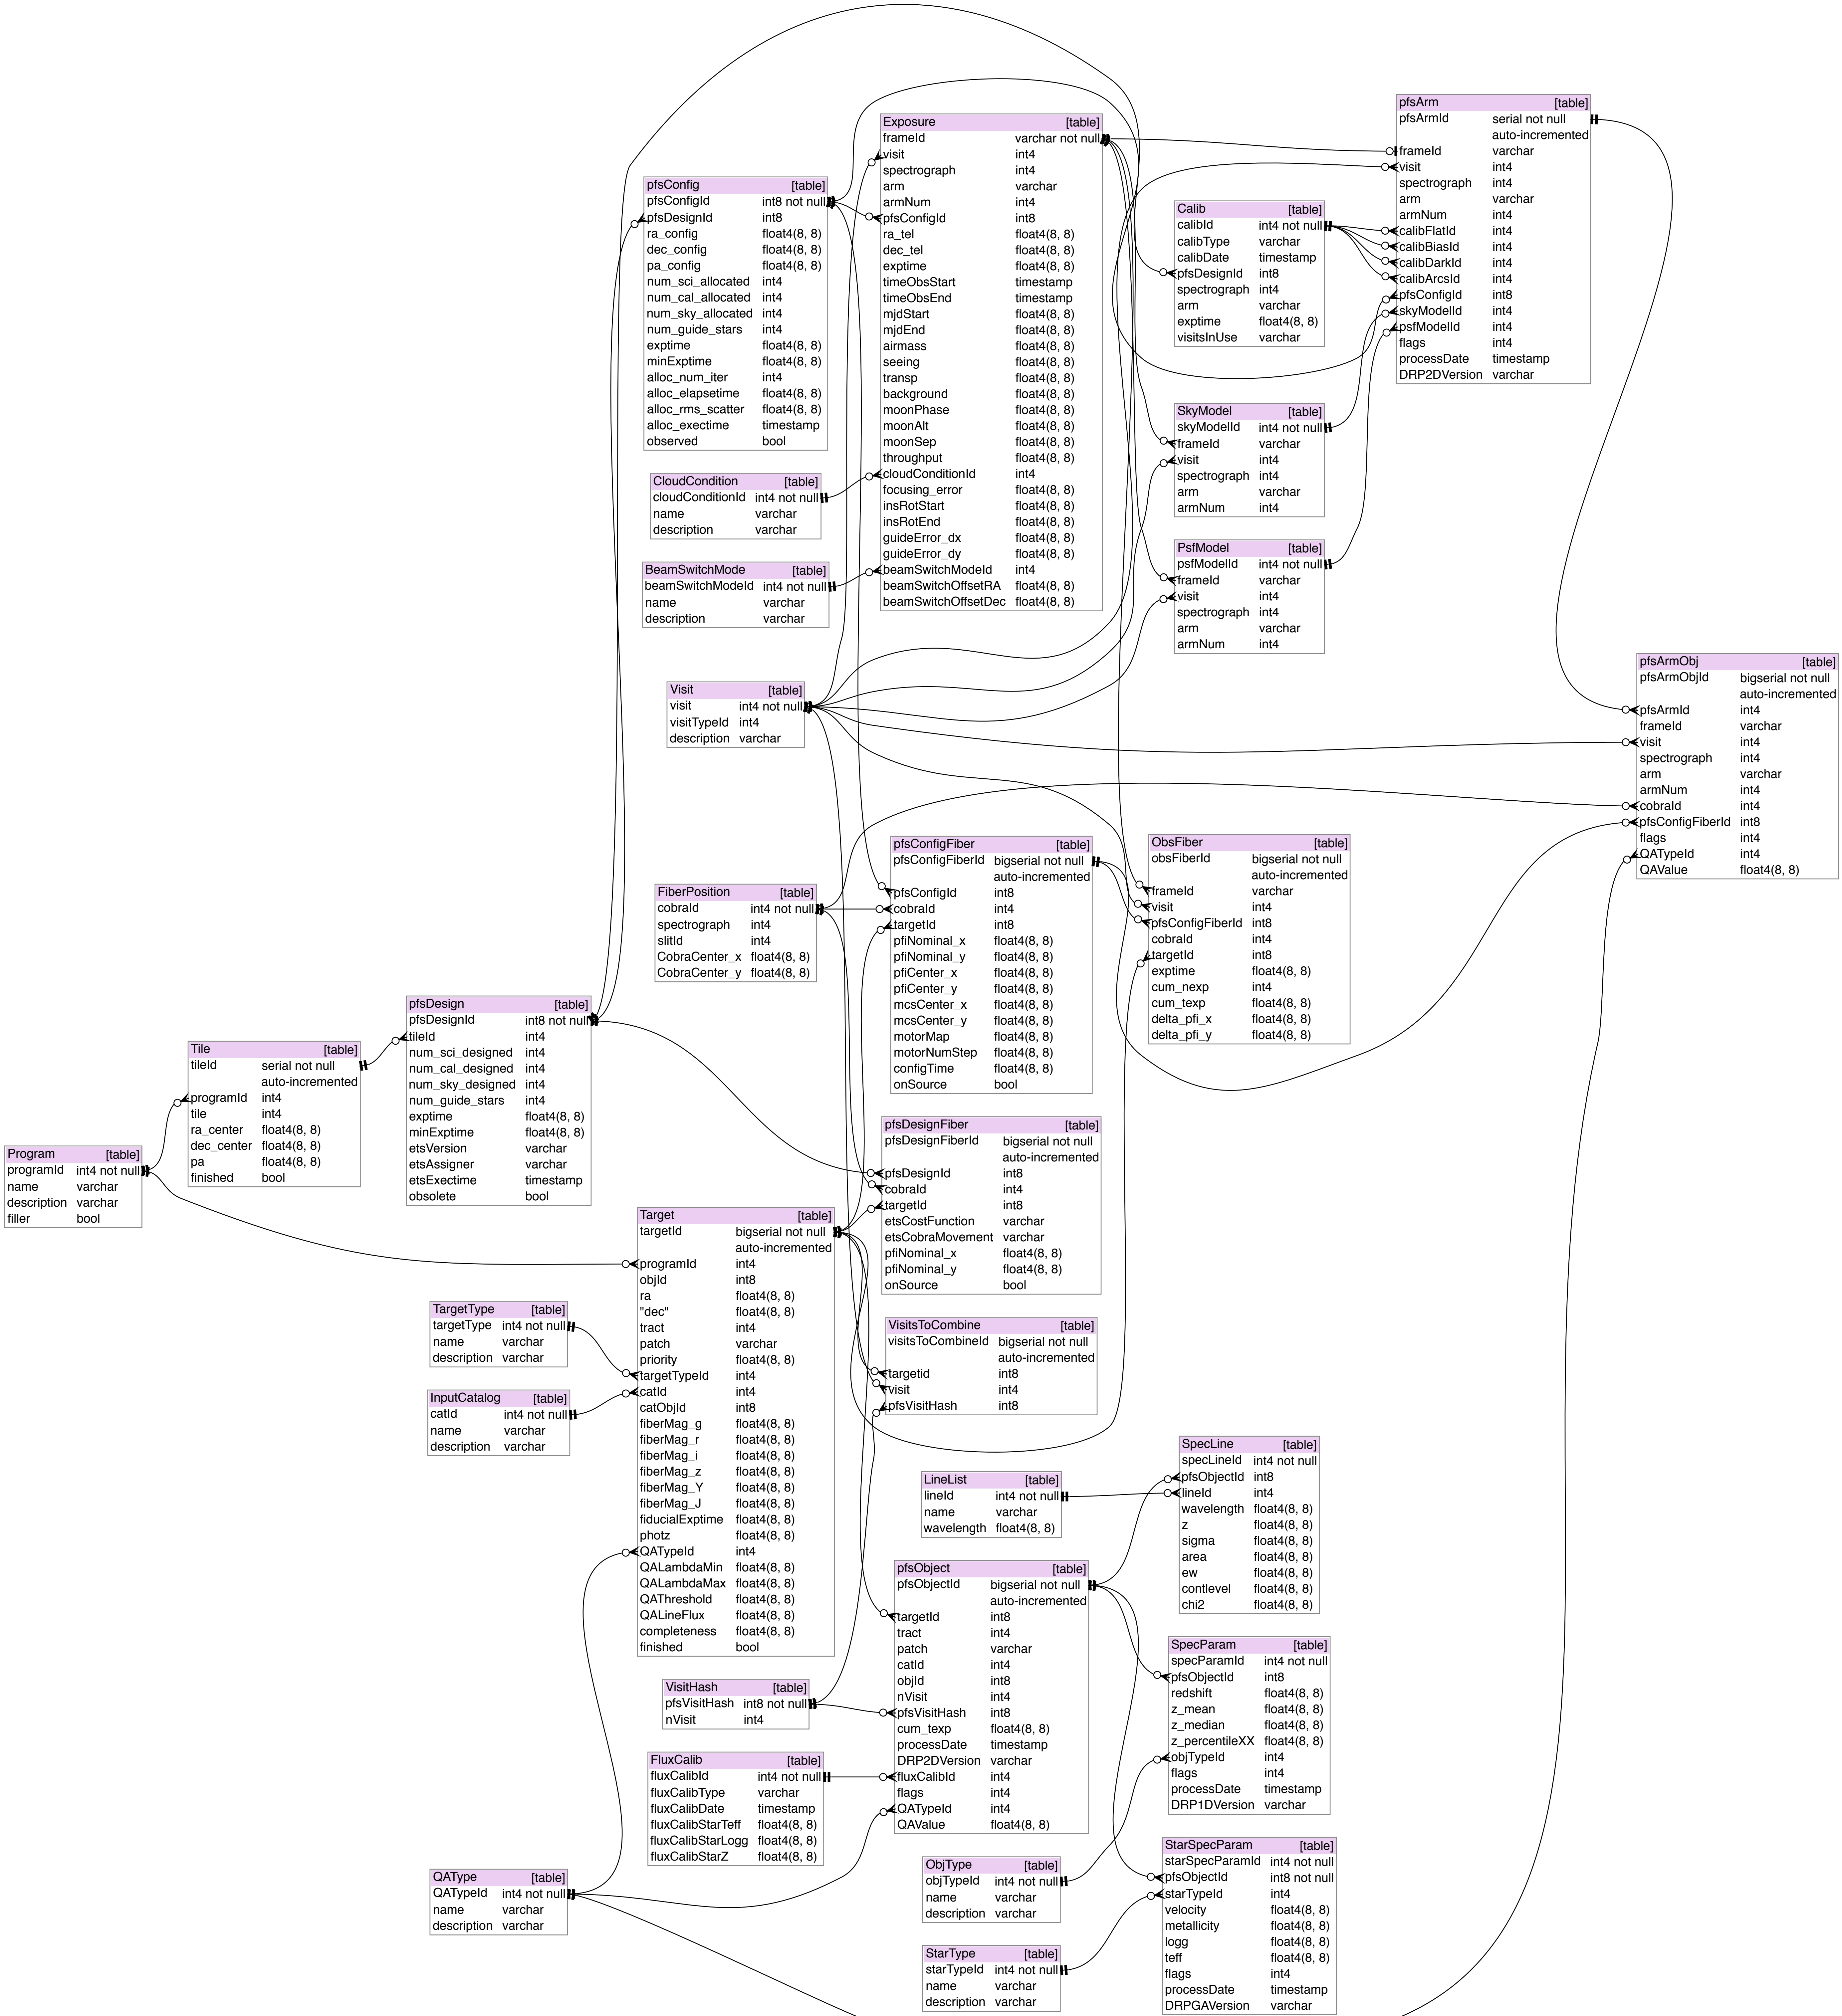 pfsArm [table]
pfsArmId serial not null
auto-incremented
frameId varchar
visit int4
spectrograph int4
arm varchar
armNum int4
calibFlatId int4
calibBiasId int4
calibDarkId int4
calibArcsId int4
pfsConfigId int8
skyModelId int4
psfModelId int4
flags int4
processDate timestamp
DRP2DVersion varchar
Exposure [table]
frameId varchar not null
visit int4
spectrograph int4
arm varchar
armNum int4
pfsConfigId int8
ra_tel float4(8, 8)
dec_tel float4(8, 8)
exptime float4(8, 8)
timeObsStart timestamp
timeObsEnd timestamp
mjdStart float4(8, 8)
mjdEnd float4(8, 8)
airmass float4(8, 8)
seeing float4(8, 8)
transp float4(8, 8)
background float4(8, 8)
moonPhase float4(8, 8)
moonAlt float4(8, 8)
moonSep float4(8, 8)
throughput float4(8, 8)
cloudConditionId int4
focusing_error float4(8, 8)
insRotStart float4(8, 8)
insRotEnd float4(8, 8)
guideError_dx float4(8, 8)
guideError_dy float4(8, 8)
beamSwitchModeId int4
beamSwitchOffsetRA float4(8, 8)
beamSwitchOffsetDec float4(8, 8)
pfsConfig [table]
pfsConfigId int8 not null
pfsDesignId int8
ra_config float4(8, 8)
dec_config float4(8, 8)
pa_config float4(8, 8)
num_sci_allocated int4
num_cal_allocated int4
num_sky_allocated int4
num_guide_stars int4
exptime float4(8, 8)
minExptime float4(8, 8)
alloc_num_iter int4
alloc_elapsetime float4(8, 8)
alloc_rms_scatter float4(8, 8)
alloc_exectime timestamp
observed bool
Calib [table]
calibId int4 not null
calibType varchar
calibDate timestamp
pfsDesignId int8
spectrograph int4
arm varchar
exptime float4(8, 8)
visitsInUse varchar
SkyModel [table]
skyModelId int4 not null
frameId varchar
visit int4
spectrograph int4
arm varchar
armNum int4
CloudCondition [table]
cloudConditionId int4 not null
name varchar
description varchar
PsfModel [table]
psfModelId int4 not null
frameId varchar
visit int4
spectrograph int4
arm varchar
armNum int4
BeamSwitchMode [table]
beamSwitchModeId int4 not null
name varchar
description varchar
pfsArmObj [table]
pfsArmObjId bigserial not null
auto-incremented
pfsArmId int4
frameId varchar
visit int4
spectrograph int4
arm varchar
armNum int4
cobraId int4
pfsConfigFiberId int8
flags int4
QATypeId int4
QAValue float4(8, 8)
Visit [table]
visit int4 not null
visitTypeId int4
description varchar
pfsConfigFiber [table]
pfsConfigFiberId bigserial not null
auto-incremented
pfsConfigId int8
cobraId int4
targetId int8
pfiNominal_x float4(8, 8)
pfiNominal_y float4(8, 8)
pfiCenter_x float4(8, 8)
pfiCenter_y float4(8, 8)
mcsCenter_x float4(8, 8)
mcsCenter_y float4(8, 8)
motorMap float4(8, 8)
motorNumStep float4(8, 8)
configTime float4(8, 8)
onSource bool
ObsFiber [table]
obsFiberId bigserial not null
auto-incremented
frameId varchar
visit int4
pfsConfigFiberId int8
cobraId int4
targetId int8
exptime float4(8, 8)
cum_nexp int4
cum_texp float4(8, 8)
delta_pfi_x float4(8, 8)
delta_pfi_y float4(8, 8)
FiberPosition [table]
cobraId int4 not null
spectrograph int4
slitId int4
CobraCenter_x float4(8, 8)
CobraCenter_y float4(8, 8)
pfsDesign [table]
pfsDesignId int8 not null
tileId int4
num_sci_designed int4
num_cal_designed int4
num_sky_designed int4
num_guide_stars int4
exptime float4(8, 8)
minExptime float4(8, 8)
etsVersion varchar
etsAssigner varchar
etsExectime timestamp
obsolete bool
Tile [table]
tileId serial not null
auto-incremented
programId int4
tile int4
ra_center float4(8, 8)
dec_center float4(8, 8)
pa float4(8, 8)
finished bool
Program [table]
programId int4 not null
name varchar
description varchar
filler bool
pfsDesignFiber [table]
pfsDesignFiberId bigserial not null
auto-incremented
pfsDesignId int8
cobraId int4
targetId int8
etsCostFunction varchar
etsCobraMovement varchar
pfiNominal_x float4(8, 8)
pfiNominal_y float4(8, 8)
onSource bool
Target [table]
targetId bigserial not null
auto-incremented
programId int4
objId int8
ra float4(8, 8)
"dec" float4(8, 8)
tract int4
patch varchar
priority float4(8, 8)
targetTypeId int4
catId int4
catObjId int8
fiberMag_g float4(8, 8)
fiberMag_r float4(8, 8)
fiberMag_i float4(8, 8)
fiberMag_z float4(8, 8)
fiberMag_Y float4(8, 8)
fiberMag_J float4(8, 8)
fiducialExptime float4(8, 8)
photz float4(8, 8)
QATypeId int4
QALambdaMin float4(8, 8)
QALambdaMax float4(8, 8)
QAThreshold float4(8, 8)
QALineFlux float4(8, 8)
completeness float4(8, 8)
finished bool
TargetType [table]
targetType int4 not null
name varchar
description varchar
InputCatalog [table]
catId int4 not null
name varchar
description varchar
VisitsToCombine [table]
visitsToCombineId bigserial not null
auto-incremented
targetid int8
visit int4
pfsVisitHash int8
SpecLine [table]
specLineId int4 not null
pfsObjectId int8
lineId int4
wavelength float4(8, 8)
z float4(8, 8)
sigma float4(8, 8)
area float4(8, 8)
ew float4(8, 8)
contlevel float4(8, 8)
chi2 float4(8, 8)
LineList [table]
lineId int4 not null
name varchar
wavelength float4(8, 8)
pfsObject [table]
pfsObjectId bigserial not null
auto-incremented
targetId int8
tract int4
patch varchar
catId int4
objId int8
nVisit int4
pfsVisitHash int8
cum_texp float4(8, 8)
processDate timestamp
DRP2DVersion varchar
fluxCalibId int4
flags int4
QATypeId int4
QAValue float4(8, 8)
SpecParam [table]
specParamId int4 not null
pfsObjectId int8
redshift float4(8, 8)
z_mean float4(8, 8)
z_median float4(8, 8)
z_percentileXX float4(8, 8)
objTypeId int4
flags int4
processDate timestamp
DRP1DVersion varchar
VisitHash [table]
pfsVisitHash int8 not null
nVisit int4
FluxCalib [table]
fluxCalibId int4 not null
fluxCalibType varchar
fluxCalibDate timestamp
fluxCalibStarTeff float4(8, 8)
fluxCalibStarLogg float4(8, 8)
fluxCalibStarZ float4(8, 8)
StarSpecParam [table]
starSpecParamId int4 not null
pfsObjectId int8 not null
starTypeId int4
velocity float4(8, 8)
metallicity float4(8, 8)
logg float4(8, 8)
teff float4(8, 8)
flags int4
processDate timestamp
DRPGAVersion varchar
ObjType [table]
objTypeId int4 not null
name varchar
description varchar
QAType [table]
QATypeId int4 not null
name varchar
description varchar
StarType [table]
starTypeId int4 not null
name varchar
description varchar